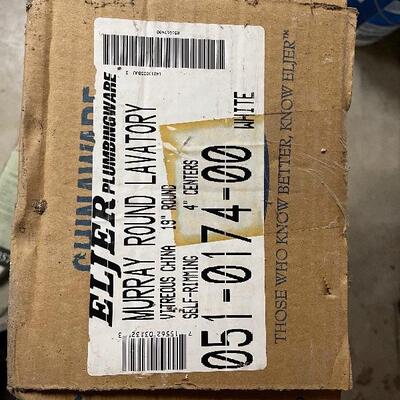 CHINAWARE
ELJER PLUMBINGWARE
MURRAY ROUND LAVATORY
VITREOUS CHINA 19" ROUND
SELF-RIMMING 4" CENTERS
051-0174-00 WHITE
THOSE WHO KNOW BETTER, KNOW ELJER™